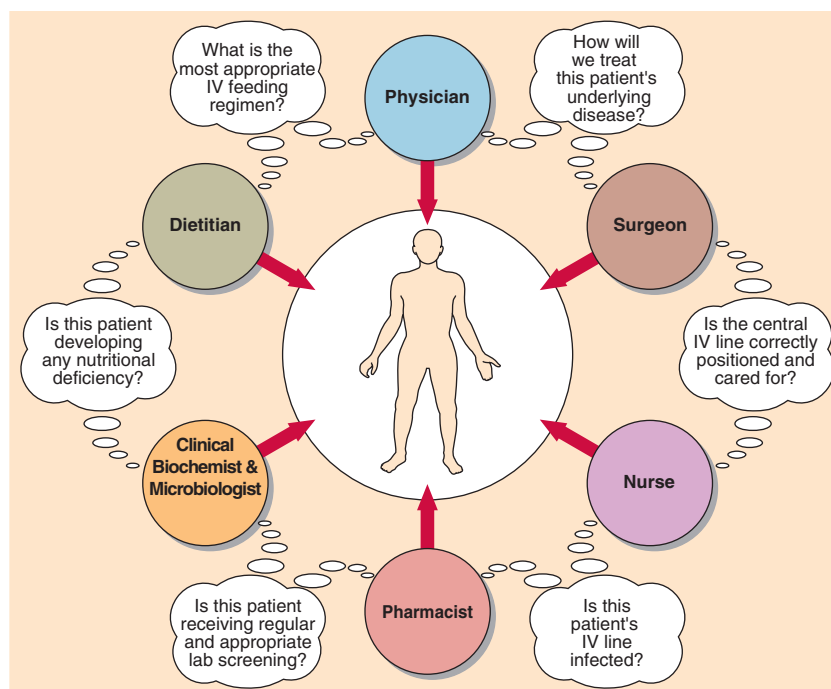 What is the
most appropriate
IV feeding
regimen?
Physician
How will
we treat
this patient's
underlying
disease?
Dietitian
Surgeon
Is this patient
developing
any nutritional
deficiency?
Is the central
IV line correctly
positioned and
cared for?
Clinical
Biochemist &
Microbiologist
Nurse
Is this patient
receiving regular
and appropriate
lab screening?
Pharmacist
Is this
patient's
IV line
infected?